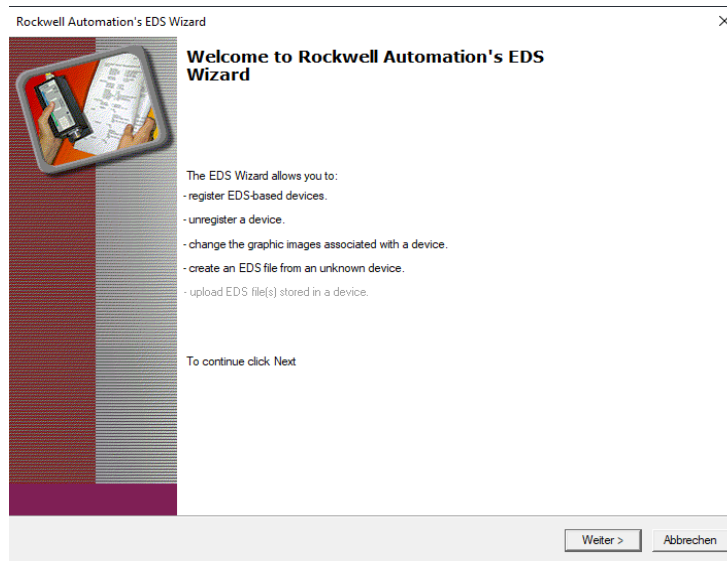 Rockwell Automation's EDS Wizard
Welcome to Rockwell Automation's EDS
Wizard
The EDS Wizard allows you to:
- register EDS-based devices.
- unregister a device.
- change the graphic images associated with a device.
- create an EDS file from an unknown device.
- upload EDS file(s) stored in a device.
To continue click Next
Weiter >
Abbrechen